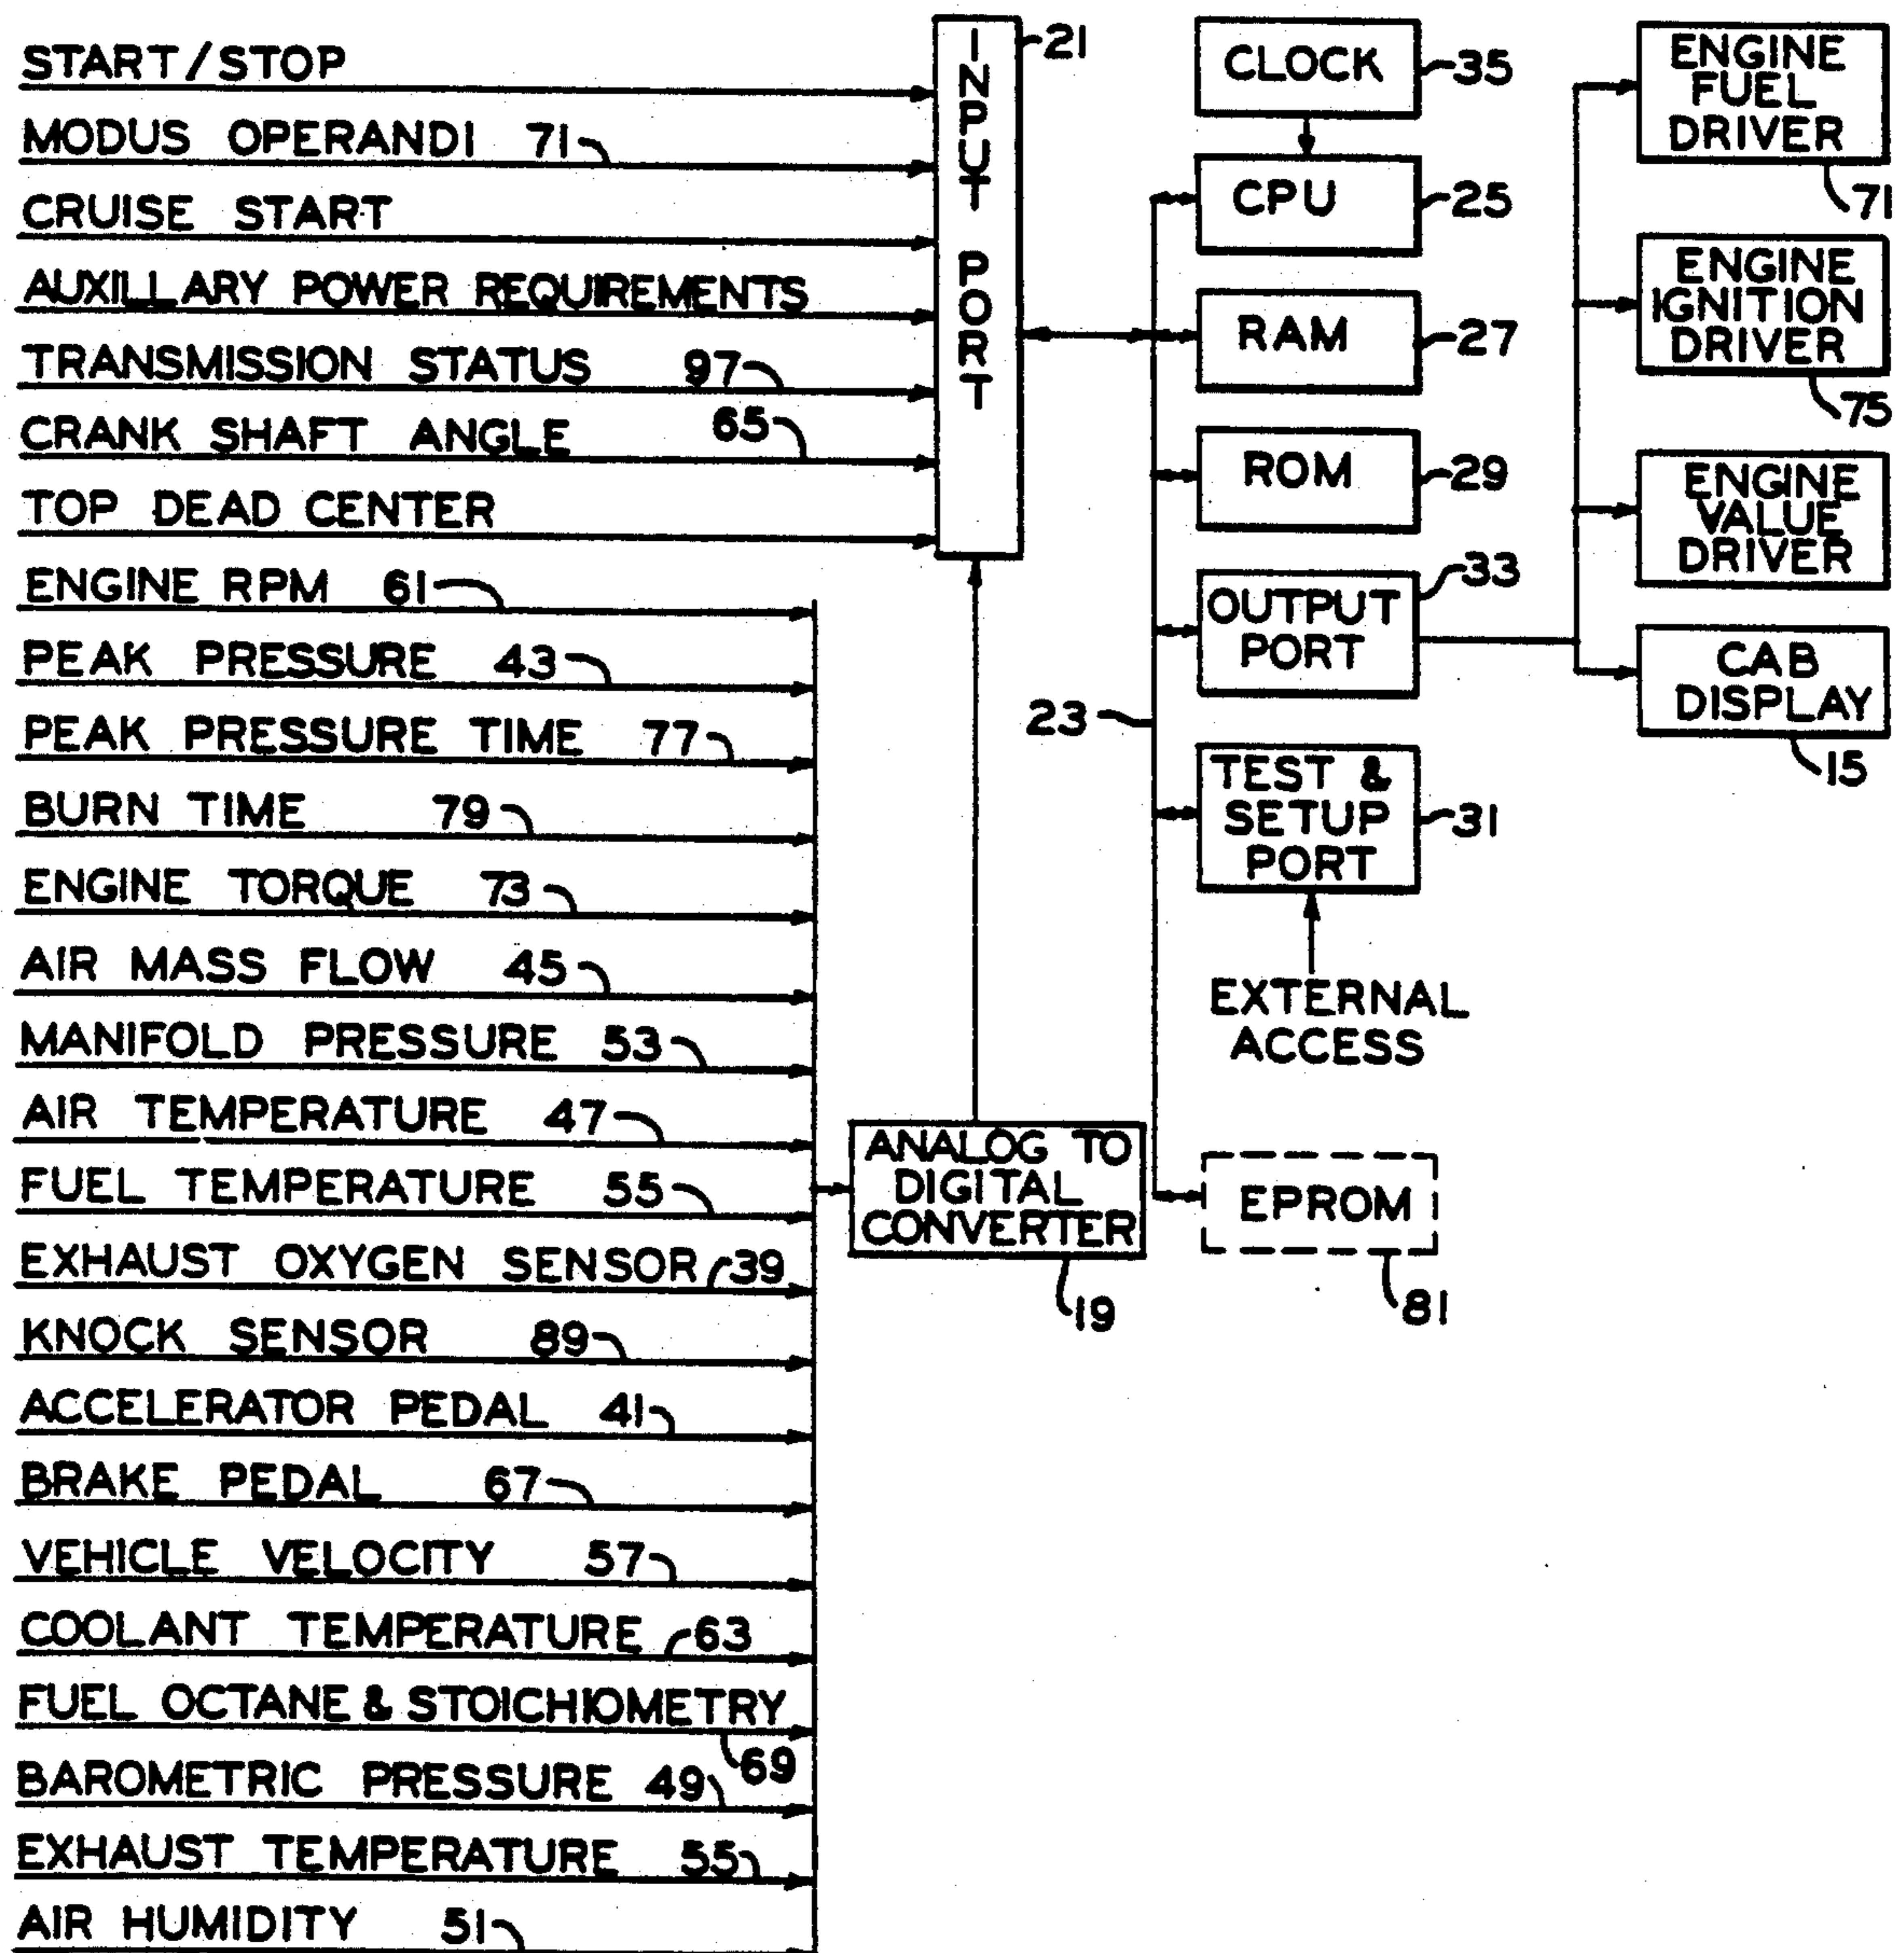 START/STOP
MODUS OPERANDI 71
CRUISE START
AUXILLARY POWER REQUIREMENTS
TRANSMISSION STATUS 97
CRANK SHAFT ANGLE 65
TOP DEAD CENTER
ENGINE RPM 61
PEAK PRESSURE 43
PEAK PRESSURE TIME 77
BURN TIME 79
ENGINE TORQUE 73
AIR MASS FLOW 45
MANIFOLD PRESSURE 53
AIR TEMPERATURE 47
FUEL TEMPERATURE 55
EXHAUST OXYGEN SENSOR 39
KNOCK SENSOR 89
ACCELERATOR PEDAL 41
BRAKE PEDAL 67
VEHICLE VELOCITY 57
COOLANT TEMPERATURE 63
FUEL OCTANE & STOICHIOMETRY
69
BAROMETRIC PRESSURE 49
EXHAUST TEMPERATURE 55
AIR HUMIDITY 51
INPUT PORT
21
ANALOG TO
DIGITAL
CONVERTER
19
23
CLOCK
35
CPU
25
RAM
27
ROM
29
OUTPUT
PORT
33
TEST &
SETUP
PORT
31
EXTERNAL
ACCESS
EPROM
81
ENGINE
FUEL
DRIVER
71
ENGINE
IGNITION
DRIVER
75
ENGINE
VALUE
DRIVER
CAB
DISPLAY
15